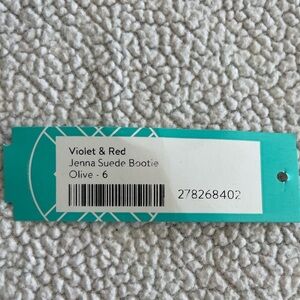 Violet & Red
Jenna Suede Bootie
Olive - 6
278268402